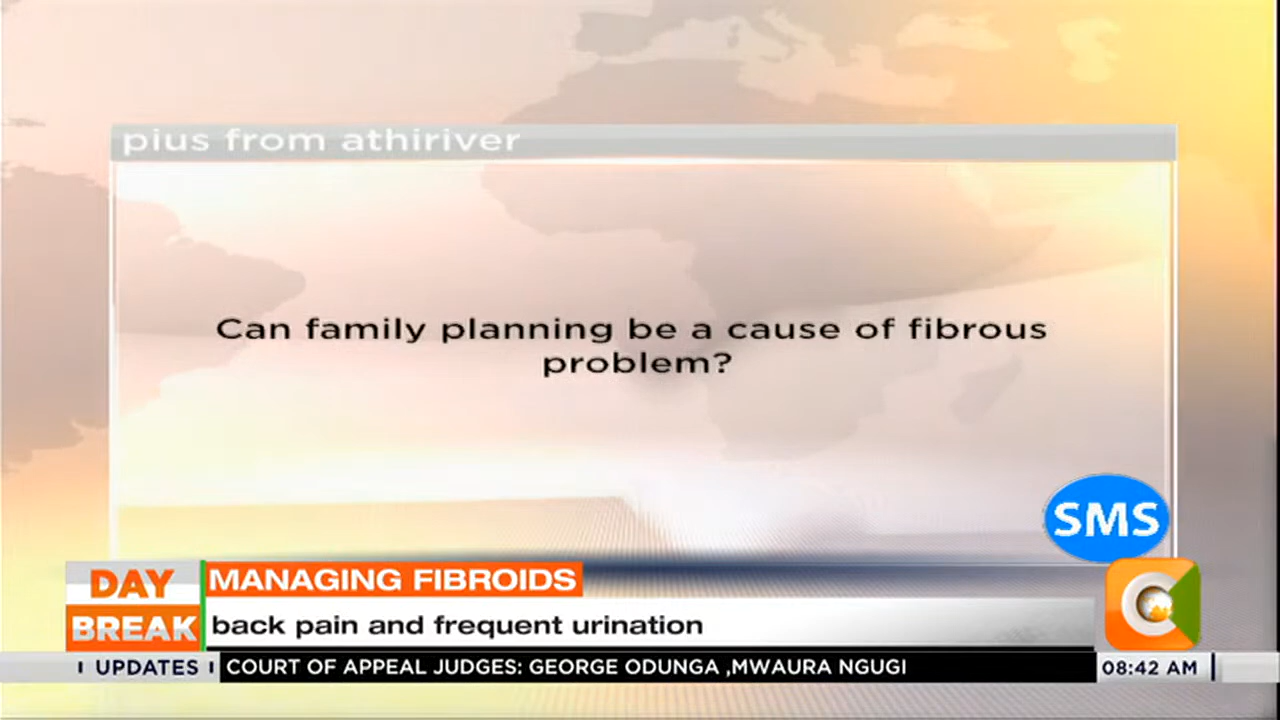 pius from athiriver
Can family planning be a cause of fibrous
problem?
SMS
DAY
BREAK
MANAGING FIBROIDS
back pain and frequent urination
UPDATES
COURT OF APPEAL JUDGES: GEORGE ODUNGA ,MWAURA NGUGI
08:42 AM